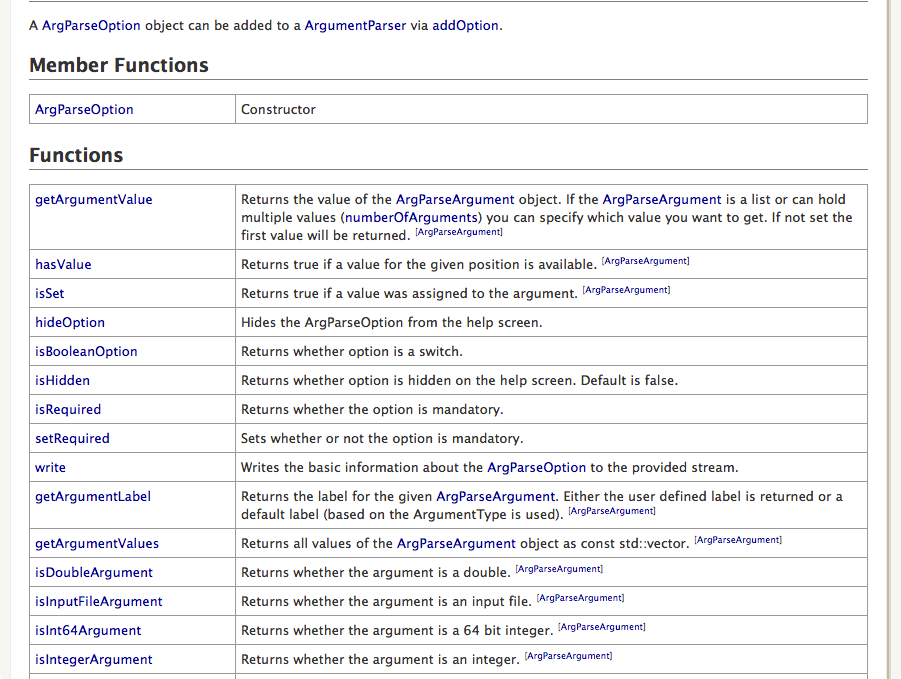 A ArgParseOption object can be added to a ArgumentParser via addOption.
Member Functions
ArgParseOption Constructor
Functions
getArgumentValue Returns the value of the ArgParseArgument object. If the ArgParseArgument is a list or can hold
multiple values (numberOfArguments) you can specify which value you want to get. If not set the
first value will be returned. [ArgParseArgument]
hasValue Returns true if a value for the given position is available. [ArgParseArgument]
isSet Returns true if a value was assigned to the argument. [ArgParseArgument]
hideOption Hides the ArgParseOption from the help screen.
isBooleanOption Returns whether option is a switch.
isHidden Returns whether option is hidden on the help screen. Default is false.
isRequired Returns whether the option is mandatory.
setRequired Sets whether or not the option is mandatory.
write Writes the basic information about the ArgParseOption to the provided stream.
getArgumentLabel Returns the label for the given ArgParseArgument. Either the user defined label is returned or a
default label (based on the ArgumentType is used). [ArgParseArgument]
getArgumentValues Returns all values of the ArgParseArgument object as const std::vector. [ArgParseArgument]
isDoubleArgument Returns whether the argument is a double. [ArgParseArgument]
isInputFileArgument Returns whether the argument is an input file. [ArgParseArgument]
isInt64Argument Returns whether the argument is a 64 bit integer. [ArgParseArgument]
isIntegerArgument Returns whether the argument is an integer. [ArgParseArgument]